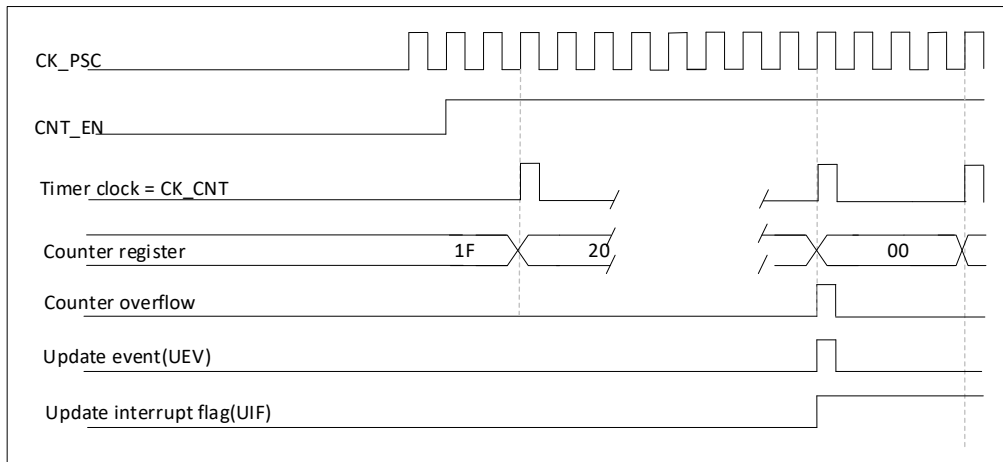 CK_PSC
CNT_EN
Timer clock = CK_CNT
Counter register 1F 20 00
Counter overflow
Update event(UEV)
Update interrupt flag(UIF)